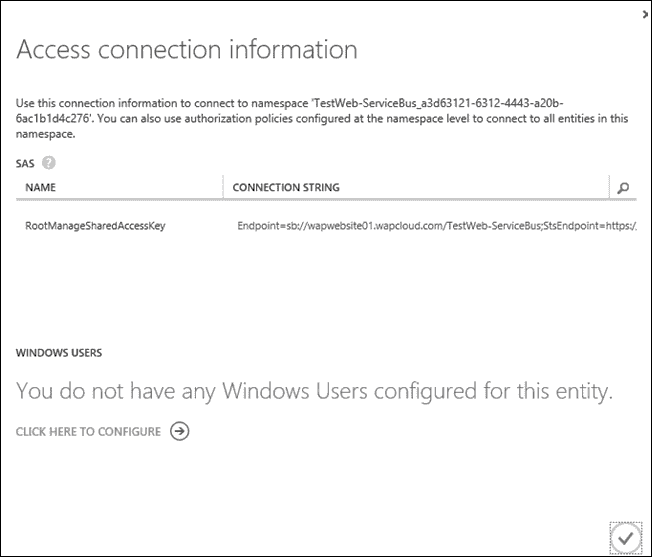 Access connection information
Use this connection information to connect to namespace 'TestWeb-ServiceBus_a3d63121-6312-4443-a20b-
6ac1b1d4c276'. You can also use authorization policies configured at the namespace level to connect to all entities in this
namespace.
SAS ?
NAME CONNECTION STRING
RootManageSharedAccessKey Endpoint=sb://wapwebsite01.wapcloud.com/TestWeb-ServiceBus;StsEndpoint=https:/
WINDOWS USERS
You do not have any Windows Users configured for this entity.
CLICK HERE TO CONFIGURE